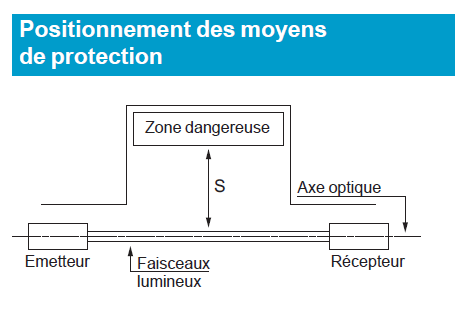 Positionnement des moyens
de protection
Zone dangereuse
S
Axe optique
Emetteur
Faisceaux
lumineux
Récepteur